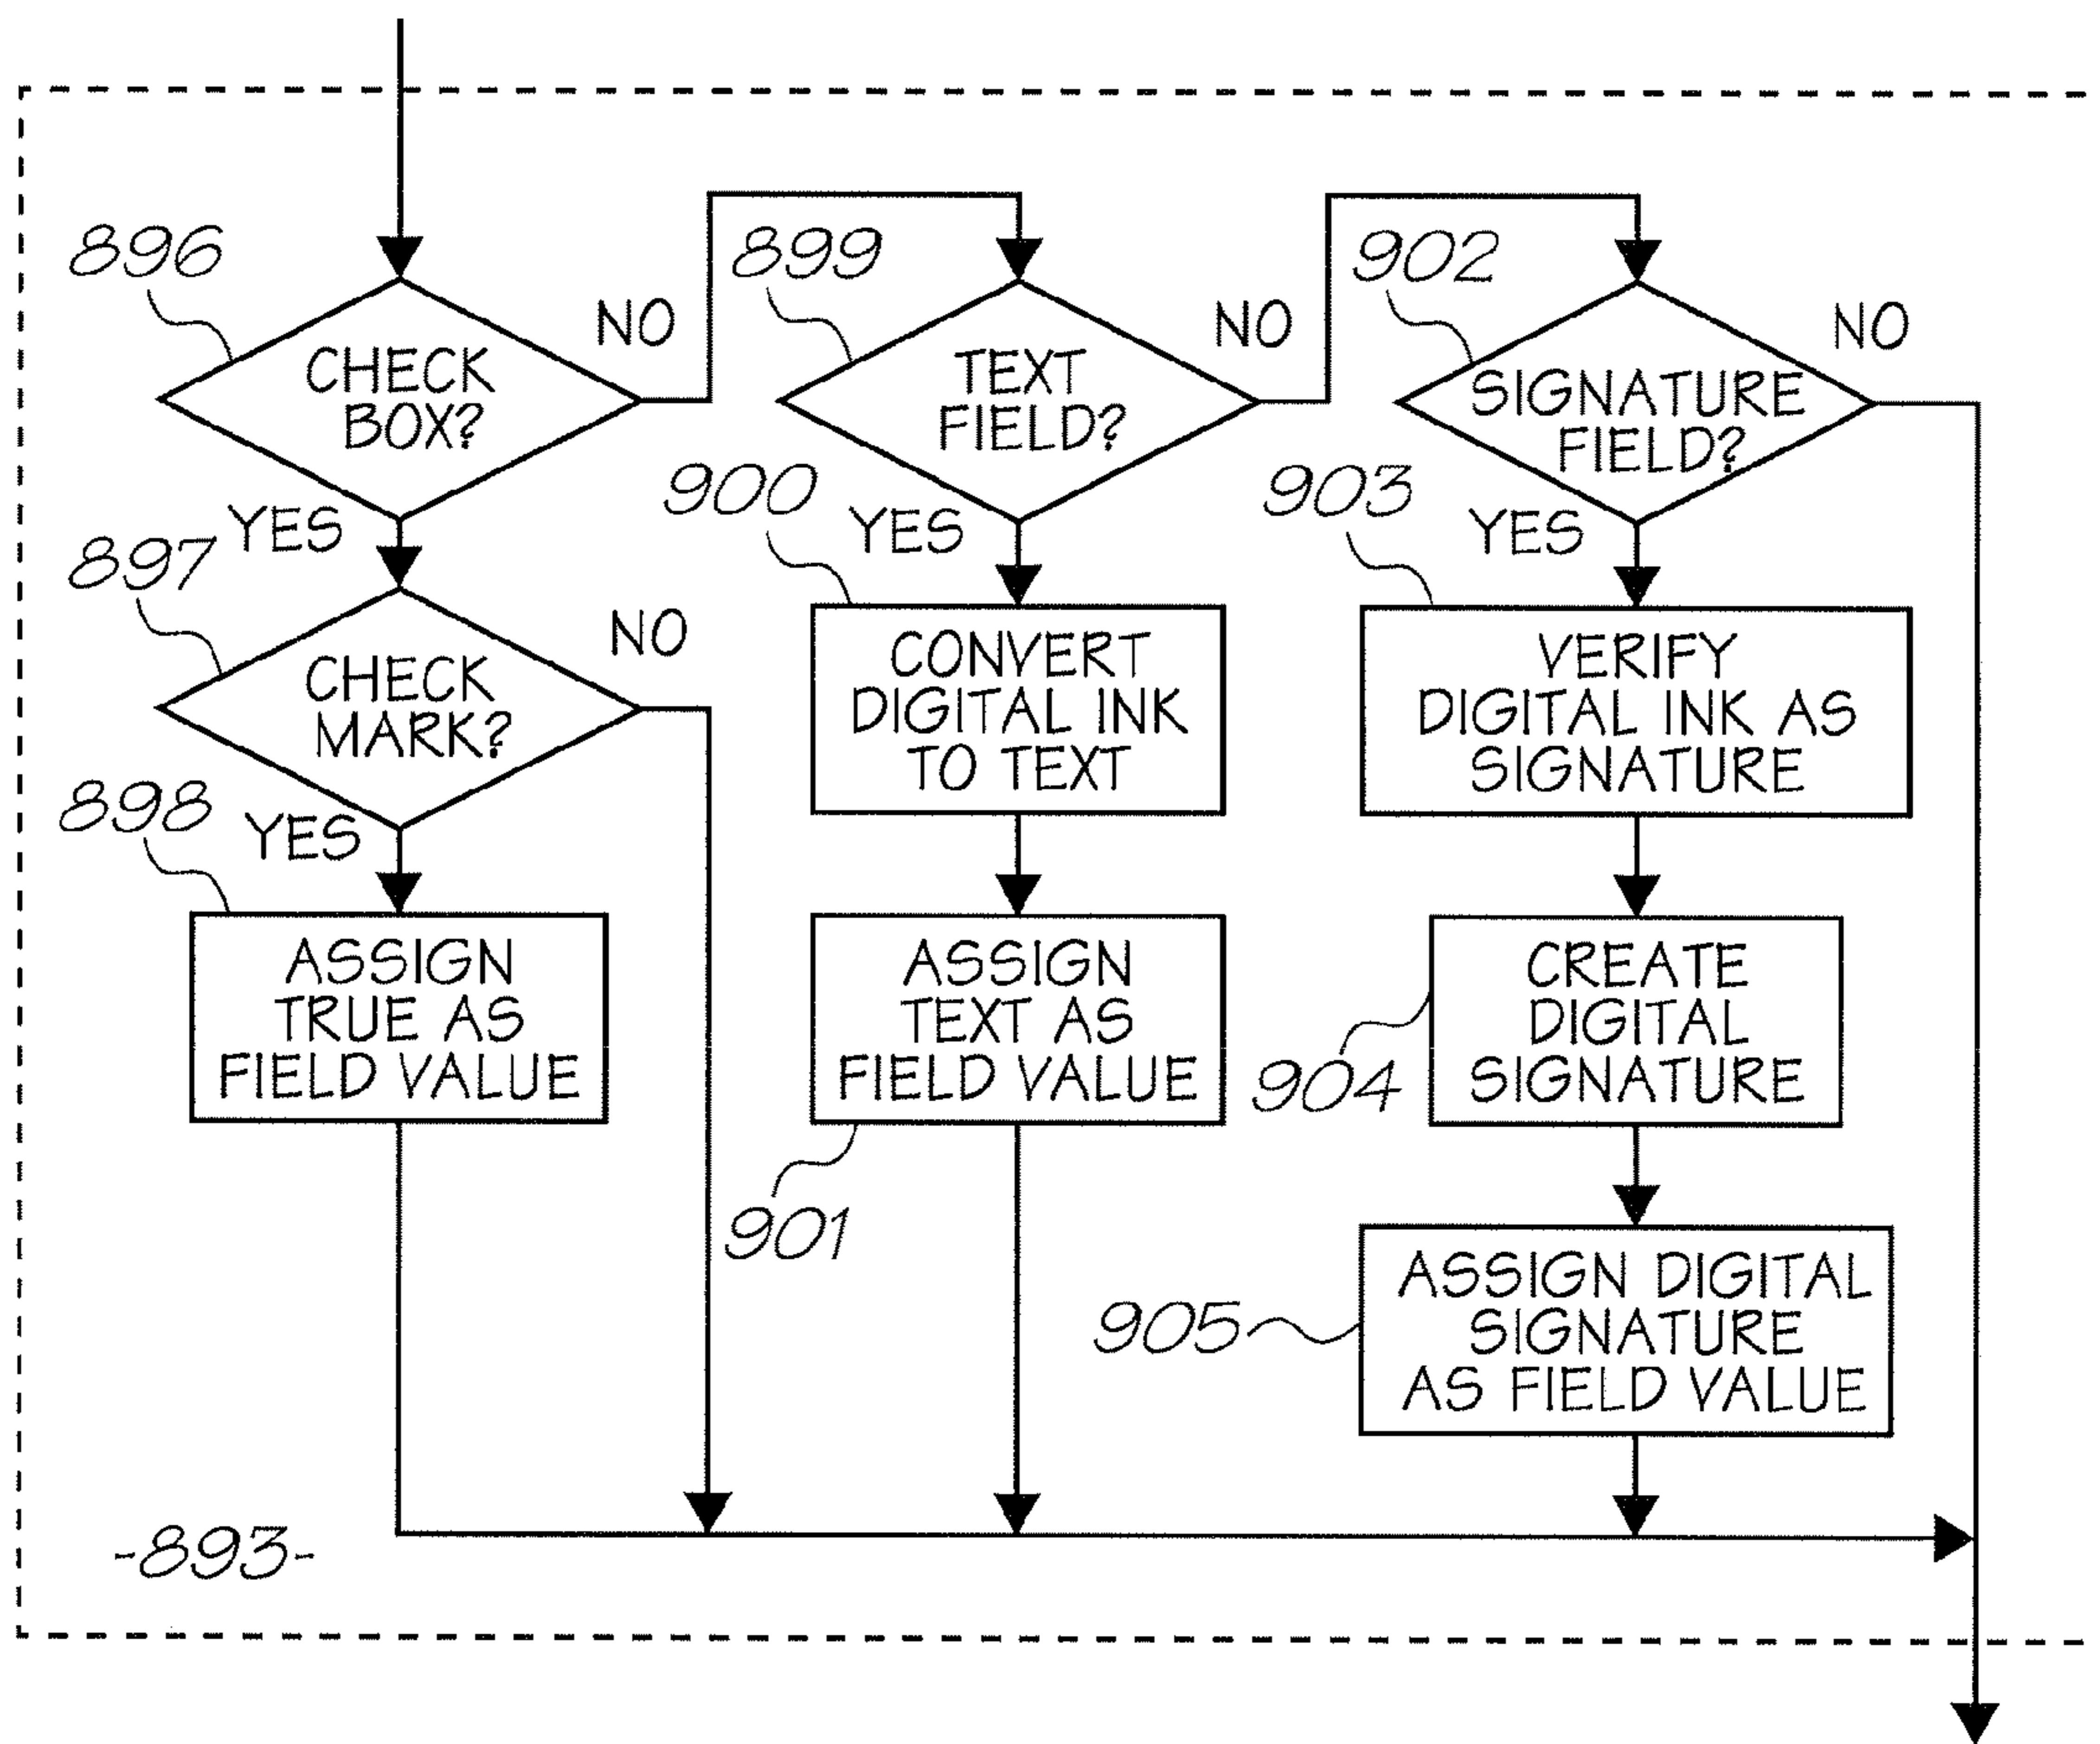 896
CHECK
BOX?
NO
YES
897
CHECK
MARK?
NO
YES
898
ASSIGN
TRUE AS
FIELD VALUE
899
TEXT
FIELD?
NO
YES
900
CONVERT
DIGITAL INK
TO TEXT
ASSIGN
TEXT AS
FIELD VALUE
901
902
SIGNATURE
FIELD?
NO
YES
903
VERIFY
DIGITAL INK AS
SIGNATURE
CREATE
DIGITAL
SIGNATURE
904
ASSIGN DIGITAL
SIGNATURE
AS FIELD VALUE
905
-893-